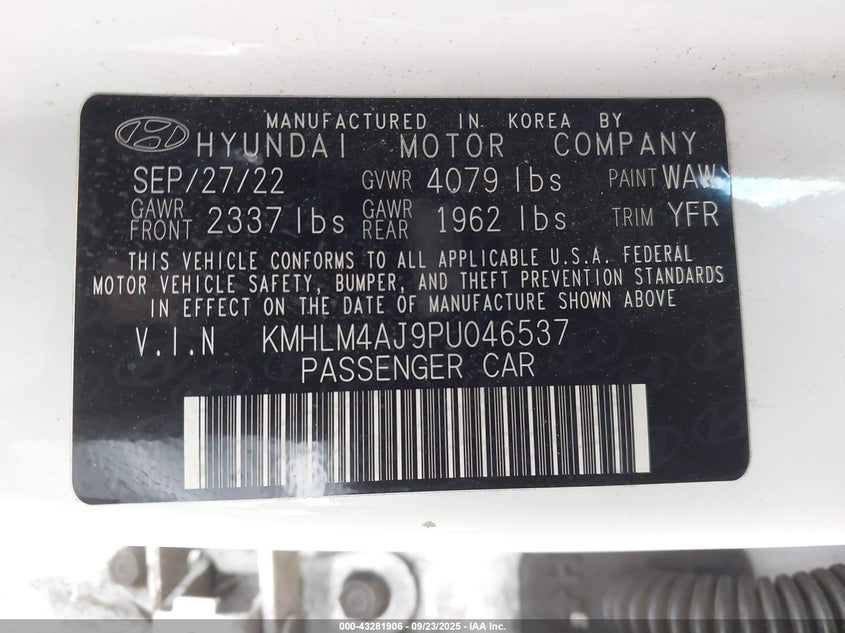 MANUFACTURED IN KOREA BY
HYUNDAI MOTOR COMPANY
SEP/27/22 GVWR 4079 lbs PAINT WAW
GAWR FRONT 2337 lbs GAWR REAR 1962 lbs TRIM YFR
THIS VEHICLE CONFORMS TO ALL APPLICABLE U.S.A. FEDERAL
MOTOR VEHICLE SAFETY, BUMPER, AND THEFT PREVENTION STANDARDS
IN EFFECT ON THE DATE OF MANUFACTURE SHOWN ABOVE
V.I.N KMHLM4AJ9PU046537
PASSENGER CAR
000-43281906 - 09/23/2025 - IAA Inc.